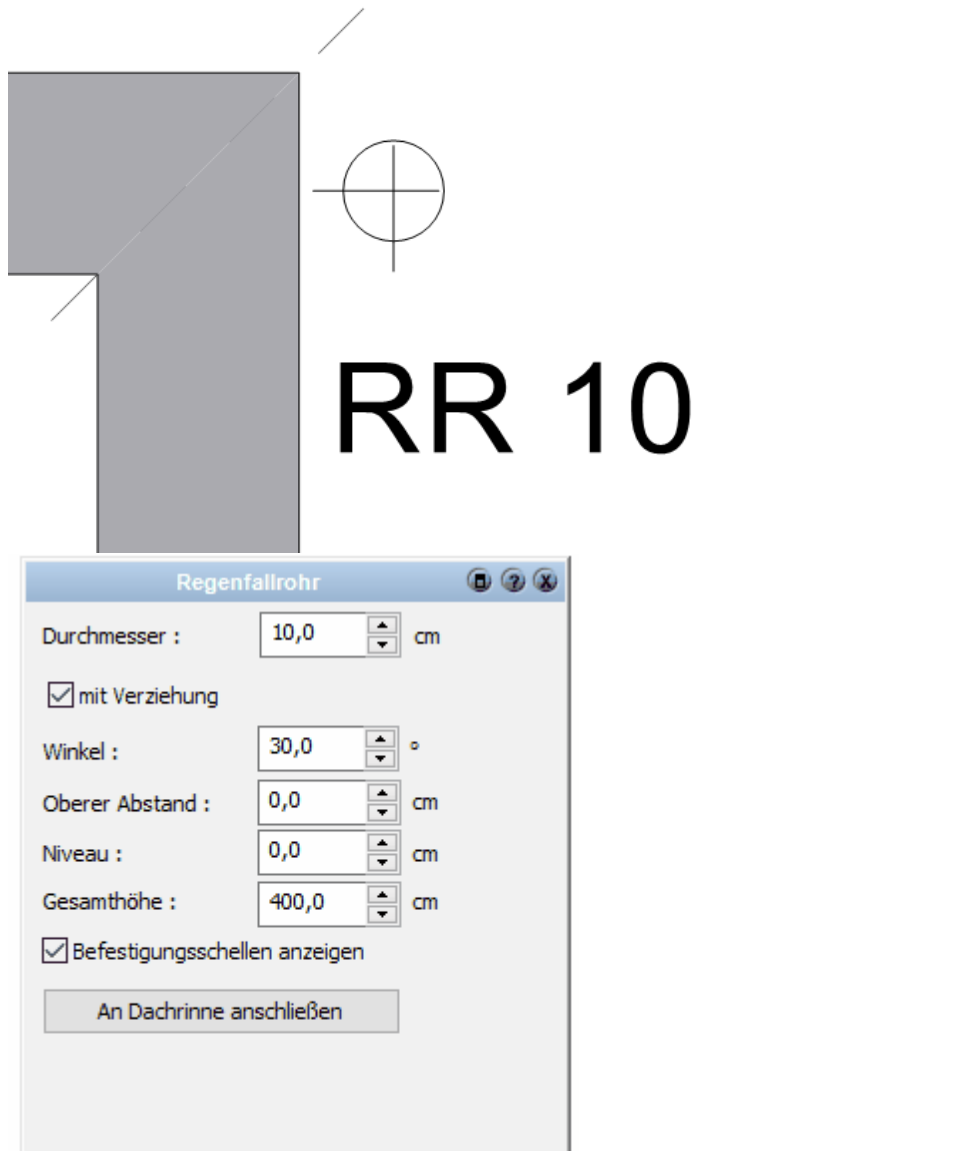 RR 10
Regenfallrohr
Durchmesser : 10,0 cm
mit Verziehung
Winkel : 30,0 °
Oberer Abstand : 0,0 cm
Niveau : 0,0 cm
Gesamthöhe : 400,0 cm
Befestigungsschellen anzeigen
An Dachrinne anschließen